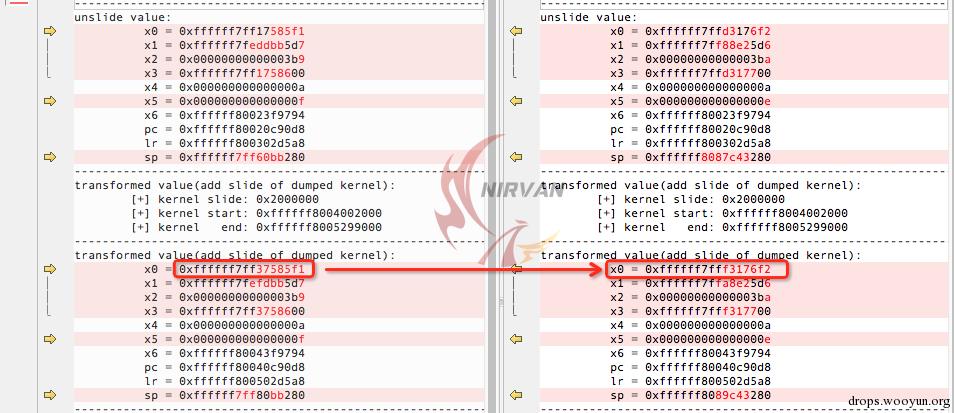 unslide value:
x0 = 0xffffff7ff17585f1
x1 = 0xffffff7feddbb5d7
x2 = 0x00000000000003b9
x3 = 0xffffff7ff1758600
x4 = 0x000000000000000a
x5 = 0x000000000000000f
x6 = 0xffffff80023f9794
pc = 0xffffff80020c90d8
lr = 0xffffff800302d5a8
sp = 0xffffff7ff60bb280
transformed value(add slide of dumped kernel):
[+] kernel slide: 0x2000000
[+] kernel start: 0xffffff8004002000
[+] kernel   end: 0xffffff8005299000
transformed value(add slide of dumped kernel):
x0 = 0xffffff7ff37585f1
x1 = 0xffffff7fefdbb5d7
x2 = 0x00000000000003b9
x3 = 0xffffff7ff3758600
x4 = 0x000000000000000a
x5 = 0x000000000000000f
x6 = 0xffffff80043f9794
pc = 0xffffff80040c90d8
lr = 0xffffff800502d5a8
sp = 0xffffff7ff80bb280
unslide value:
x0 = 0xffffff7ffd3176f2
x1 = 0xffffff7ff88e25d6
x2 = 0x00000000000003ba
x3 = 0xffffff7ffd317700
x4 = 0x000000000000000a
x5 = 0x000000000000000e
x6 = 0xffffff80023f9794
pc = 0xffffff80020c90d8
lr = 0xffffff800302d5a8
sp = 0xffffff8087c43280
transformed value(add slide of dumped kernel):
[+] kernel slide: 0x2000000
[+] kernel start: 0xffffff8004002000
[+] kernel   end: 0xffffff8005299000
transformed value(add slide of dumped kernel):
x0 = 0xffffff7fff3176f2
x1 = 0xffffff7ffa8e25d6
x2 = 0x00000000000003ba
x3 = 0xffffff7fff317700
x4 = 0x000000000000000a
x5 = 0x000000000000000e
x6 = 0xffffff80043f9794
pc = 0xffffff80040c90d8
lr = 0xffffff800502d5a8
sp = 0xffffff8089c43280
NIRVAN
drops.wooyun.org